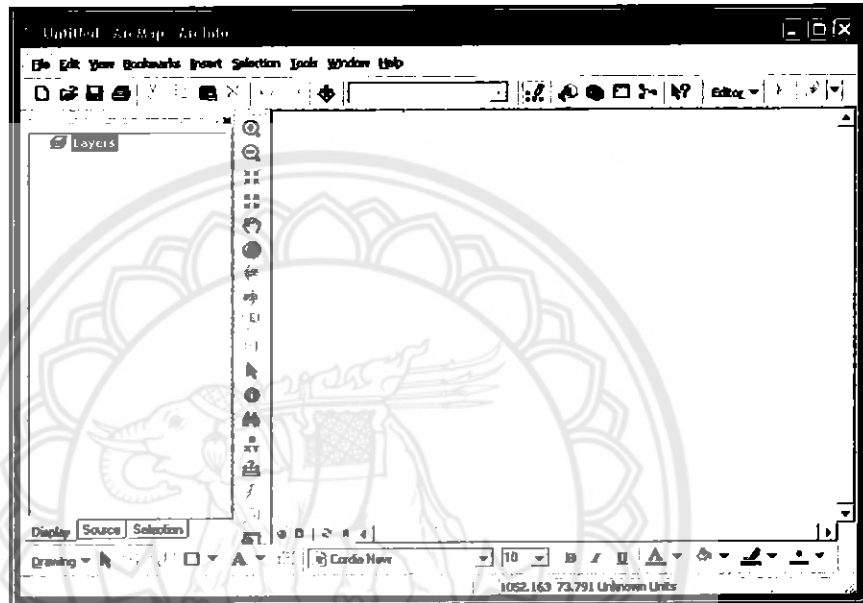 Untitled - ArcMap - ArcInfo
File Edit View Bookmarks Insert Selection Tools Window Help
Editor
Layers
Display Source Selection
Drawing A Cordia New 10 B I U A
1052.163 73.791 Unknown Units